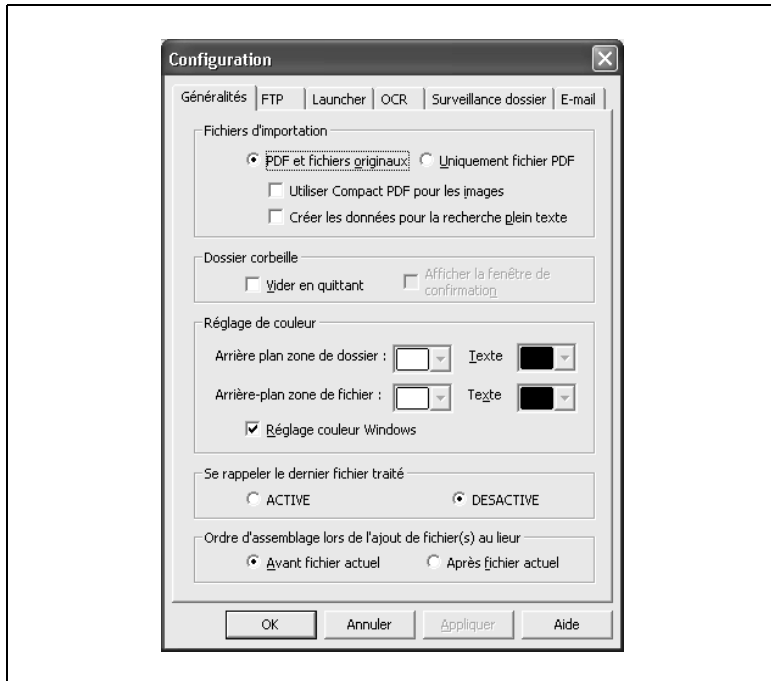 Configuration
Généralités FTP Launcher OCR Surveillance dossier E-mail
Fichiers d'importation
PDF et fichiers originaux Uniquement fichier PDF
Utiliser Compact PDF pour les images
Créer les données pour la recherche plein texte
Dossier corbeille
Vider en quittant Afficher la fenêtre de
confirmation
Réglage de couleur
Arrière plan zone de dossier : Texte
Arrière-plan zone de fichier : Texte
Réglage couleur Windows
Se rappeler le dernier fichier traité
ACTIVE DESACTIVE
Ordre d'assemblage lors de l'ajout de fichier(s) au lieur
Avant fichier actuel Après fichier actuel
OK Annuler Appliquer Aide